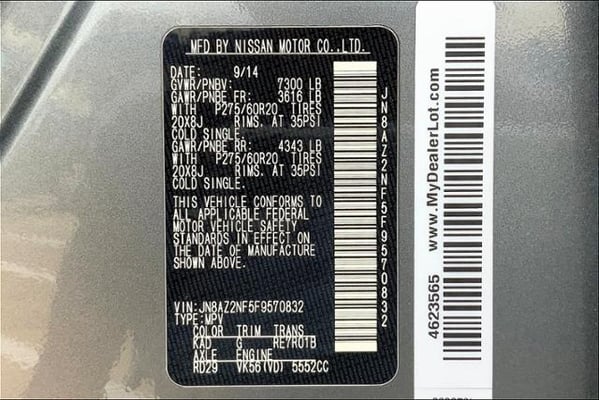 MFD BY NISSAN MOTOR CO.,LTD.
DATE: 9/14
GVWR/PNBV: 7300 LB
GAWR/PNBE FR: 3616 LB
WITH P275/60R20 TIRES
20X8J RIMS. AT 35PSI
COLD SINGLE.
GAWR/PNBE RR: 4343 LB
WITH P275/60R20 TIRES
20X8J RIMS. AT 35PSI
COLD SINGLE.
THIS VEHICLE CONFORMS TO
ALL APPLICABLE FEDERAL
MOTOR VEHICLE SAFETY
STANDARDS IN EFFECT ON
THE DATE OF MANUFACTURE
SHOWN ABOVE.
VIN:JN8AZ2NF5F9570832
TYPE:MPV
COLOR TRIM TRANS
KAD G RE7R01B
AXLE ENGINE
RD29 VK56(VD) 5552CC
JN8AZ2NF5F9570832
4623565 www.MyDealerLot.com